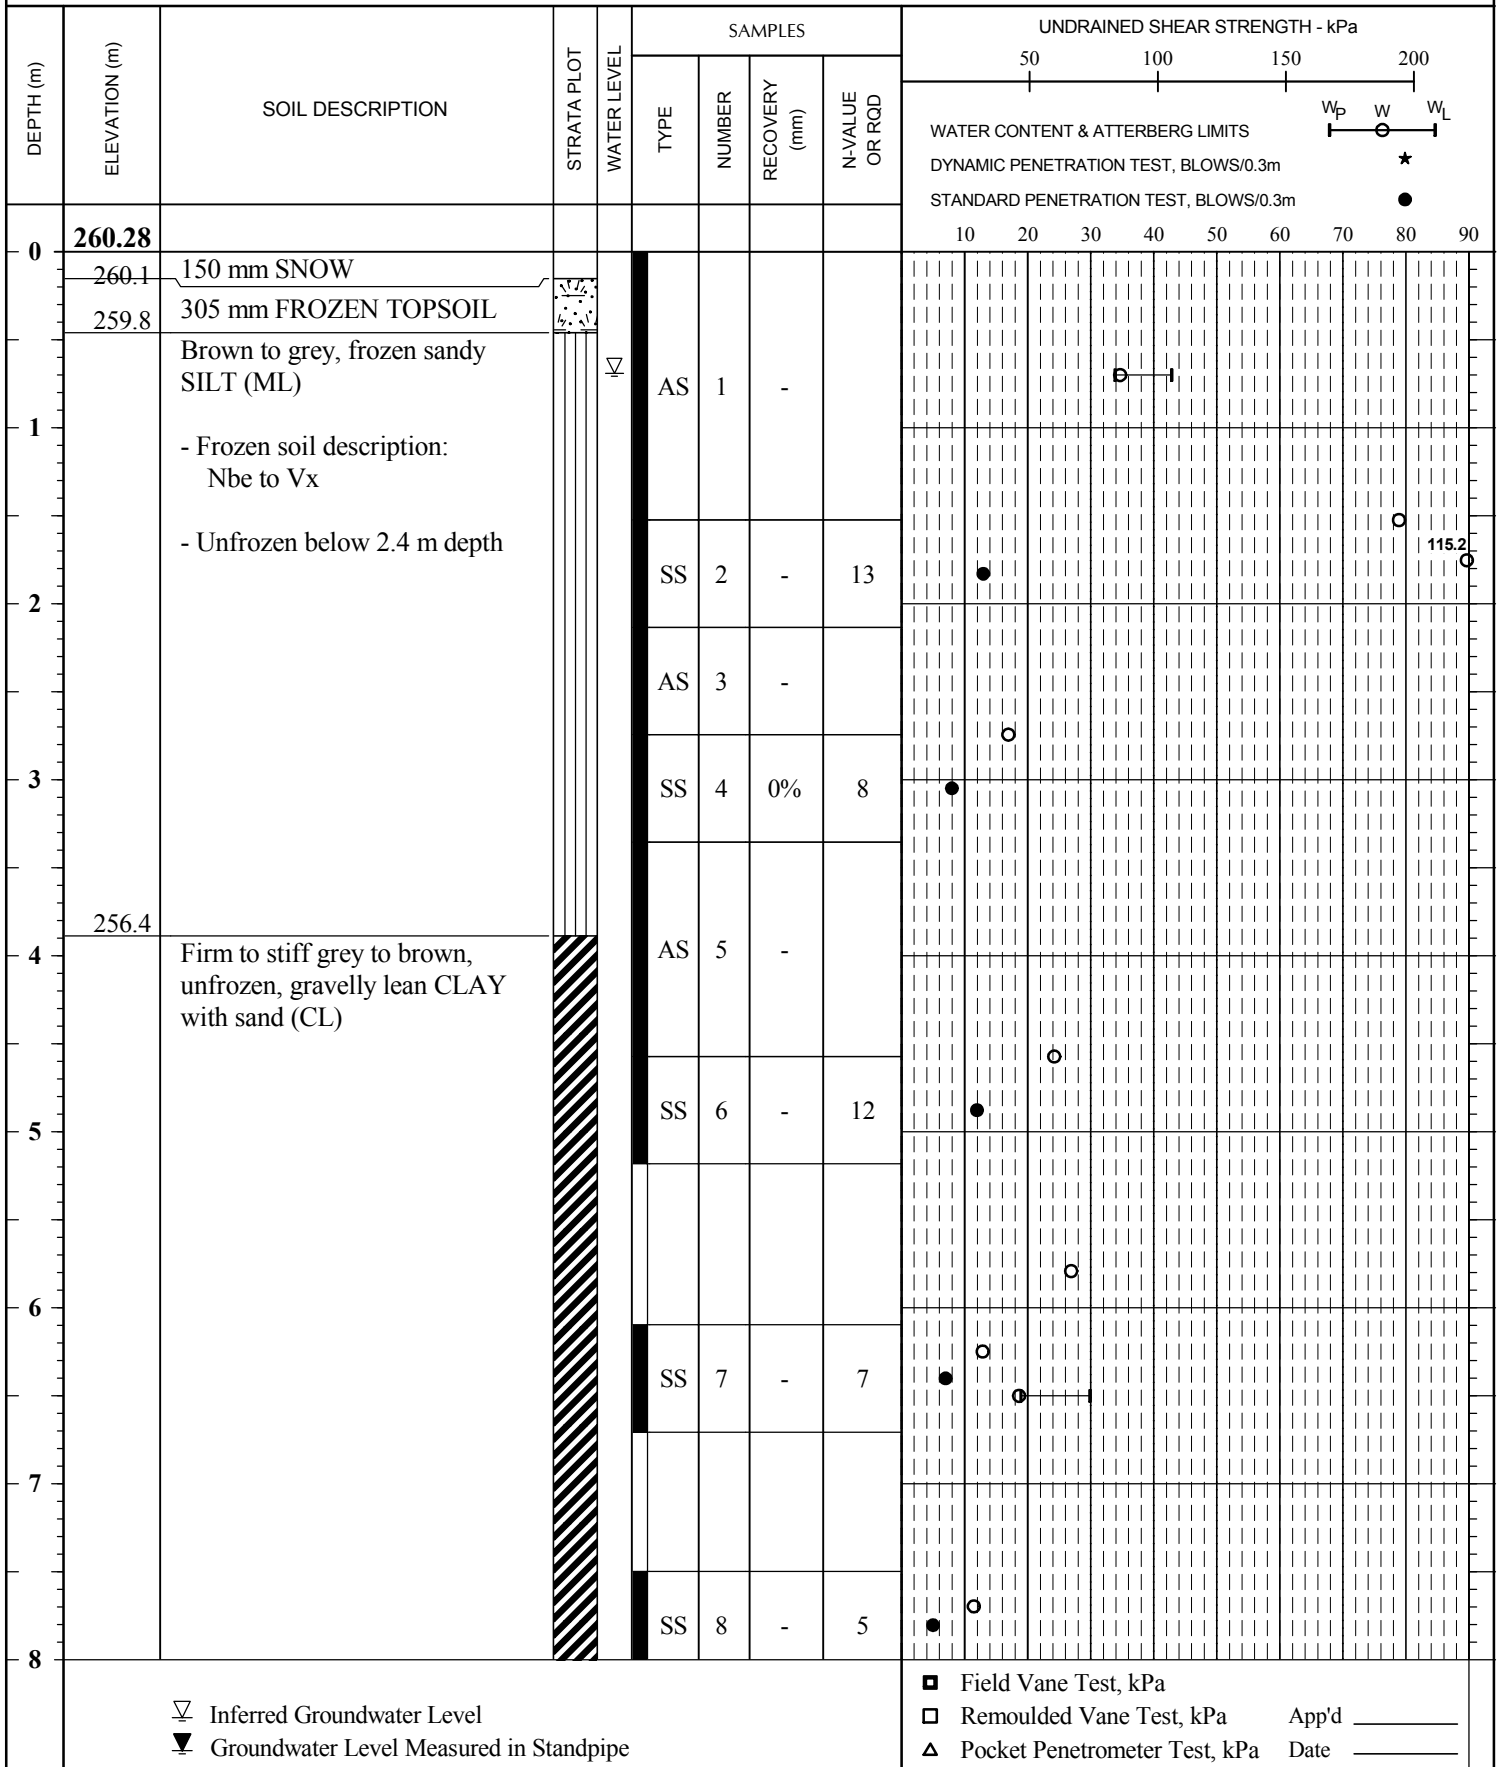 SAMPLES
UNDRAINED SHEAR STRENGTH - kPa
50 100 150 200
DEPTH (m)
ELEVATION (m)
SOIL DESCRIPTION
STRATA PLOT
WATER LEVEL
TYPE
NUMBER
RECOVERY (mm)
N-VALUE OR RQD
WP W WL
WATER CONTENT & ATTERBERG LIMITS
DYNAMIC PENETRATION TEST, BLOWS/0.3m ★
STANDARD PENETRATION TEST, BLOWS/0.3m ●
10 20 30 40 50 60 70 80 90
0 260.28
260.1 150 mm SNOW
259.8 305 mm FROZEN TOPSOIL
Brown to grey, frozen sandy
SILT (ML)
AS 1 -
1
- Frozen soil description:
Nbe to Vx
- Unfrozen below 2.4 m depth
115.2
SS 2 - 13
2
AS 3 -
3
SS 4 0% 8
256.4
4
Firm to stiff grey to brown,
unfrozen, gravelly lean CLAY
with sand (CL)
AS 5 -
SS 6 - 12
5
6
SS 7 - 7
7
SS 8 - 5
8
Inferred Groundwater Level
Groundwater Level Measured in Standpipe
Field Vane Test, kPa
Remoulded Vane Test, kPa App'd
Pocket Penetrometer Test, kPa Date